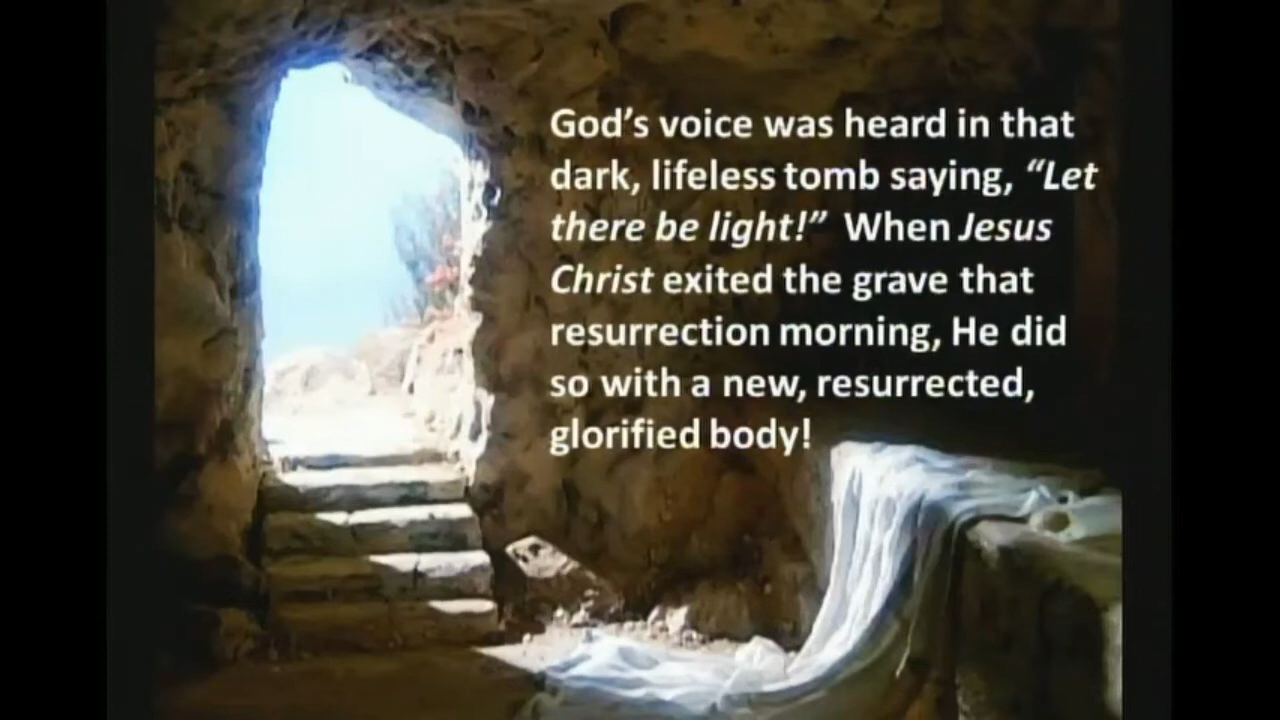 God’s voice was heard in that
dark, lifeless tomb saying, “Let
there be light!” When Jesus
Christ exited the grave that
resurrection morning, He did
so with a new, resurrected,
glorified body!